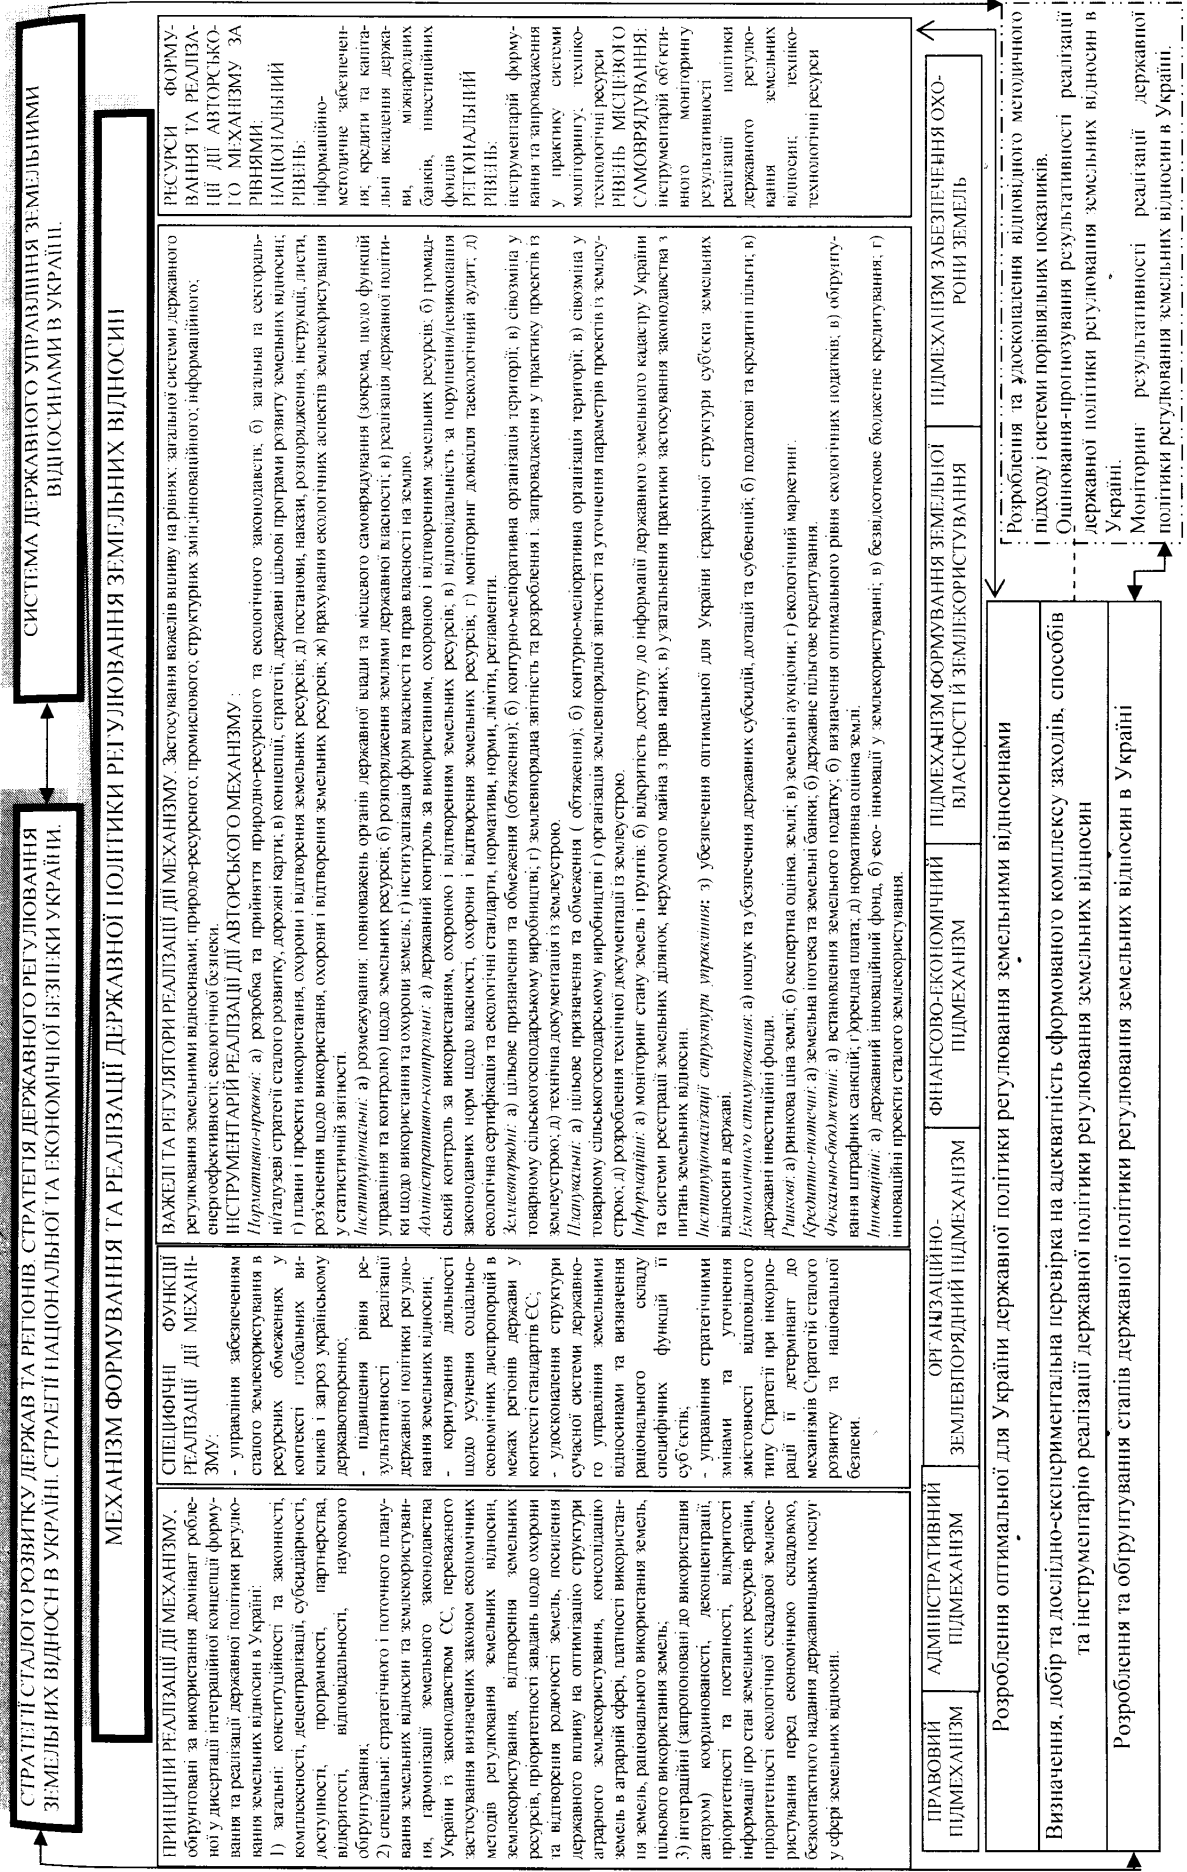 СТРАТЕГІЇ СТАЛОГО РОЗВИТКУ ДЕРЖАВ ТА РЕГІОНІВ. СТРАТЕГІЯ ДЕРЖАВНОГО РЕГУЛЮВАННЯ
ЗЕМЕЛЬНИХ ВІДНОСН В УКРАЇНІ. СТРАТЕГІЇ НАЦІОНАЛЬНОЇ ТА ЕКОНОМІЧНОЇ БЕЗПЕКИ УКРАЇНИ.
СИСТЕМА ДЕРЖАВНОГО УПРАВЛІННЯ ЗЕМЕЛЬНИМИ
ВІДНОСИНАМИ В УКРАЇНІ.
МЕХАНІЗМ ФОРМУВАННЯ ТА РЕАЛІЗАЦІЇ ДЕРЖАВНОЇ ПОЛІТИКИ РЕГУЛЮВАННЯ ЗЕМЕЛЬНИХ ВІДНОСИН
ПРИНЦИПИ РЕАЛІЗАЦІЇ ДІЇ МЕХАНІЗМУ,
обґрунтовані за використання домінант розробле-
ної у дисертації інтеграційної концепції форму-
вання та реалізації державної політики регулю-
вання земельних відносин в Україні:
1) загальні: конституційності та законності,
комплексності, децентралізації, субсидіарності,
доступності, програмності, партнерства,
відкритості, відповідальності, наукового
обґрунтування;
2) спеціальні: стратегічного і поточного плану-
вання земельних відносин та землекористуван-
ня, гармонізації земельного законодавства
України із законодавством ЄС, переважного
застосування визначених законом економічних
методів регулювання земельних відносин,
землекористування, відтворення земельних
ресурсів, пріоритетності завдань щодо охорони
та відтворення родючості земель, посилення
державного впливу на оптимізацію структури
аграрного землекористування, консолідацію
земель в аграрній сфері, платності використан-
ня земель, раціонального використання земель,
цільового використання земель;
3) інтеграційні (запропоновані до використання
автором) координованості, деконцентрації,
пріоритетності та поетапності, відкритості
інформації про стан земельних ресурсів країни,
пріоритетності екологічної складової землеко-
ристування перед економічною складовою,
безконтактного надання державницьких послуг
у сфері земельних відносин.
СПЕЦИФІЧНІ ФУНКЦІЇ
РЕАЛІЗАЦІЇ ДІЇ МЕХАНІ-
ЗМУ:
- управління забезпеченням
сталого землекористування в
ресурсних обмеженнях у
контексті глобальних ви-
кликів і загроз українському
державотворенню;
- підвищення рівня ре-
зультативності реалізації
державної політики регулю-
вання земельних відносин;
- коригування діяльності
щодо усунення соціально-
економічних диспропорцій в
межах регіонів держави у
контексті стандартів ЄС;
- удосконалення структури
сучасної системи державно-
го управління земельними
відносинами та визначення
раціонального складу
специфічних функцій її
суб'єктів;
- управління стратегічними
змінами та уточнення
змістовності відповідного
типу Стратегії при інкорпо-
рації її детермінант до
механізмів Стратегій сталого
розвитку та національної
безпеки.
ВАЖЕЛІ ТА РЕГУЛЯТОРИ РЕАЛІЗАЦІЇ ДІЇ МЕХАНІЗМУ. Застосування важелів впливу на рівнях: загальної системи державного
регулювання земельними відносинами; природо-ресурсного; промислового; структурних змін;інноваційного; інформаційного;
енергоефективності; екологічної безпеки.
ІНСТРУМЕНТАРІЙ РЕАЛІЗАЦІЇ ДІЇ АВТОРСЬКОГО МЕХАНІЗМУ :
Нормативно-правові: а) розробка та прийняття природно-ресурсного та екологічного законодавств; б) загальна та сектораль-
ні/галузеві стратегії сталого розвитку, дорожні карти; в) концепції, стратегії, державні цільові програми розвиту земельних відносин;
г) плани і проекти використання, охорони і відтворення земельних ресурсів; д) постанови, накази, розпорядження, інструкції, листи,
роз'яснення щодо використання, охорони і відтворення земельних ресурсів; ж) врахування екологічних аспектів землекористування
у статистичній звітності.
Інституціональні: а) розмежування: повноважень органів державної влади та місцевого самоврядування (зокрема, щодо функцій
управління та контролю) щодо земельних ресурсів; б) розпорядження землями державної власності; в) реалізація державної політи-
ки щодо використання та охорони земель; г) інституалізація форм власності та прав власності на землю.
Адміністративно-контрольні: а) державний контроль за використанням, охороною і відтворенням земельних ресурсів; б) громад-
ський контроль за використанням, охороною і відтворенням земельних ресурсів; в) відповідальність за порушення/невиконання
законодавчих норм щодо власності, охорони і відтворення земельних ресурсів; г) моніторинг довкілля таекологічний аудит; д)
екологічна сертифікація та екологічні стандарти, нормативи, норми, ліміти, регламенти.
Землевпорядні: а) цільове призначення та обмеження (обтяження); б) контурно-меліоративна організація території; в) сівозміна у
товарному сільськогосподарському виробництві; г) землевпорядна звітність та розроблення і. запровадження у практику проектів із
землеустрою; д) технічна документація із землеустрою.
Планувальні: а) цільове призначення та обмеження ( обтяження); б) контурно-меліоративна організація території; в) сівозміна у
товарному сільськогосподарському виробництві г) організація землевпорядної звітності та уточнення параметрів проектів із землеу-
строю; д) розроблення технічної документації із землеустрою.
Інформаційні: а) моніторинг стану земель і ґрунтів; б) відкритість доступу до інформації державного земельного кадастру України
та системи реєстрації земельних ділянок, нерухомого майна з прав наних; в) узагальнення практики застосування законодавства з
питань земельних відносин.
Інституціоналізації структури управління: з) убезпечення оптимальної для України ієрархічної структури суб'єкта земельних
відносин в державі.
Економічного стимулювання: а) пошук та убезпечення державних субсидій, дотацій та субвенцій; б) податкові та кредитні пільги; в)
державні інвестиційні фонди.
Ринкові: а) ринкова ціна землі; б) експертна оцінка. землі; в) земельні аукціони; г) екологічний маркетинг.
Кредитно-іпотечні: а) земельна іпотека та земельні банки; б) державне пільгове кредитування.
Фіскально-бюджетні: а) встановлення земельного податку; б) визначення оптимального рівня екологічних податків; в) обґрунту-
вання штрафних санкцій; г)орендна плата; д) нормативна оцінка землі.
Інноваційні: а) державний інноваційний фонд, б) еко- інновації у землекористуванні; в) безвідсоткове бюджетне кредитування; г)
інноваційні проекти сталого землекористування.
РЕСУРСИ ФОРМУ-
ВАННЯ ТА РЕАЛІЗА-
ЦІЇ ДІЇ АВТОРСЬКО-
ГО МЕХАНІЗМУ ЗА
РІВНЯМИ:
НАЦІОНАЛЬНИЙ
РІВЕНЬ:
інформаційно-
методичне забезпечен-
ня, кредити та капіта-
льні вкладення держа-
ви, міжнародних
банків, інвестиційних
фондів
РЕГІОНАЛЬНИЙ
РІВЕНЬ:
інструментарій форму-
вання та запровадження
у практику системи
моніторингу; техніко-
технологічні ресурси
РІВЕНЬ МІСЦЕВОГО
САМОВРЯДУВАННЯ:
інструментарій об'єкти-
вного моніторингу
результативності
реалізації політики
державного регулю-
вання земельних
відносин; техніко-
технологічні ресурси
ПРАВОВИЙ
ПІДМЕХАНІЗМ
АДМІНІСТРАТИВНИЙ
ПІДМЕХАНІЗМ
ОРГАНІЗАЦІЙНО-
ЗЕМЛЕВПОРЯДНИЙ ПІДМЕХАНІЗМ
ФІНАНСОВО-ЕКОНОМІЧНИЙ
ПІДМЕХАНІЗМ
ПІДМЕХАНІЗМ ФОРМУВАННЯ ЗЕМЕЛЬНОЇ
ВЛАСНОСТІ Й ЗЕМЛЕКОРИСТУВАННЯ
ПІДМЕХАНІЗМ ЗАБЕЗПЕЧЕННЯ ОХО-
РОНИ ЗЕМЕЛЬ
Розроблення оптимальної для України державної політики регулювання земельними відносинами
Визначення, добір та дослідно-експериментальна перевірка на адекватність сформованого комплексу заходів, способів
та інструментарію реалізації державної політики регулювання земельних відносин
Розроблення та обґрунтування етапів державної політики регулювання земельних відносин в Україні
Розроблення та удосконалення відповідного методичного
підходу і системи порівняльних показників.
Оцінювання-прогнозування результативності реалізації
державної політики регулювання земельних відносин в
Україні.
Моніторинг результативності реалізації державної
політики регулювання земельних відносин в Україні.